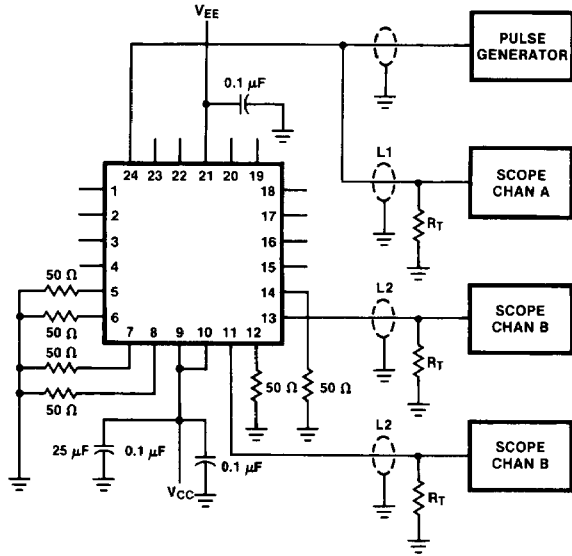 VEE
PULSE
GENERATOR
0.1 µF
24 23 22 21 20 19
L1
SCOPE
CHAN A
RT
1 18
2 17
3 16
4 15
50 Ω
5 14
50 Ω
6 13
L2
SCOPE
CHAN B
RT
50 Ω
7 8 9 10 11 12
50 Ω
50 Ω 50 Ω
25 µF 0.1 µF
0.1 µF
VCC
L2
SCOPE
CHAN B
RT